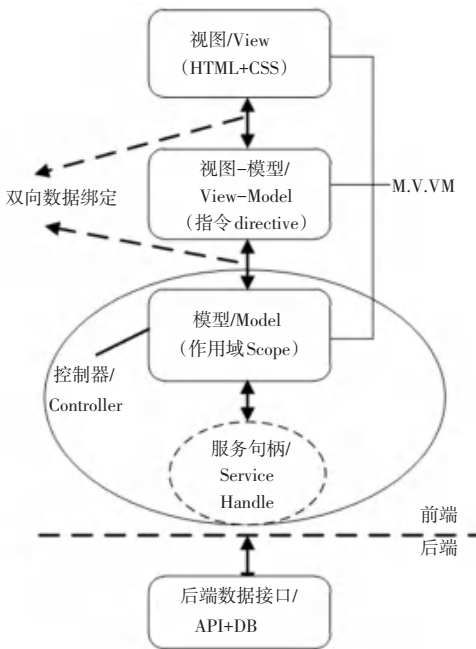 视图/View
(HTML+CSS)
双向数据绑定
视图-模型/
View-Model
(指令directive)
M.V.VM
模型/Model
(作用域Scope)
控制器/
Controller
服务句柄/
Service
Handle
前端
后端
后端数据接口/
API+DB